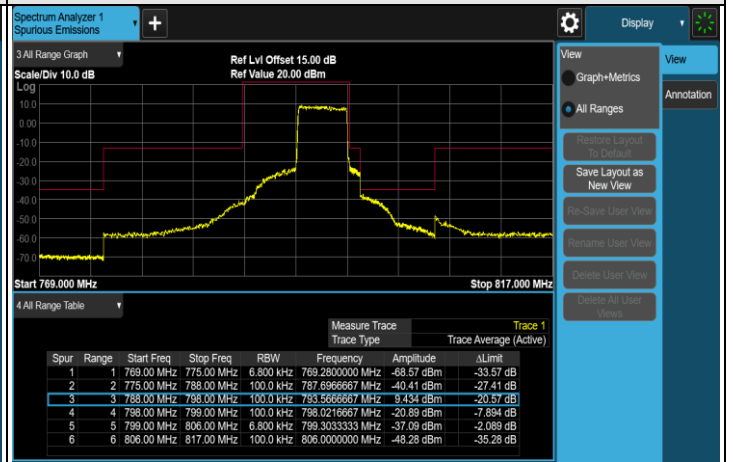 Spectrum Analyzer 1
Spurious Emissions
Display
3 All Range Graph
Ref Lvl Offset 15.00 dB
Scale/Div 10.0 dB
Ref Value 20.00 dBm
Log
10.0
0.00
-10.0
-20.0
-30.0
-40.0
-50.0
-60.0
-70.0
Start 769.000 MHz
Stop 817.000 MHz
View
Graph+Metrics
All Ranges
Restore Layout
To Default
Save Layout as
New View
Re-Save User View
Rename User View
Delete User View
Delete All User
Views
View
Annotation
4 All Range Table
Measure Trace Trace 1
Trace Type Trace Average (Active)
Spur Range Start Freq Stop Freq RBW Frequency Amplitude ΔLimit
1 1 769.00 MHz 775.00 MHz 6.800 kHz 769.2800000 MHz -68.57 dBm -33.57 dB
2 2 775.00 MHz 788.00 MHz 100.0 kHz 787.6966667 MHz -40.41 dBm -27.41 dB
3 3 788.00 MHz 798.00 MHz 100.0 kHz 793.5666667 MHz 9.434 dBm -20.57 dB
4 4 798.00 MHz 799.00 MHz 100.0 kHz 798.0216667 MHz -20.89 dBm -7.894 dB
5 5 799.00 MHz 806.00 MHz 6.800 kHz 799.3033333 MHz -37.09 dBm -2.089 dB
6 6 806.00 MHz 817.00 MHz 100.0 kHz 806.0000000 MHz -48.28 dBm -35.28 dB